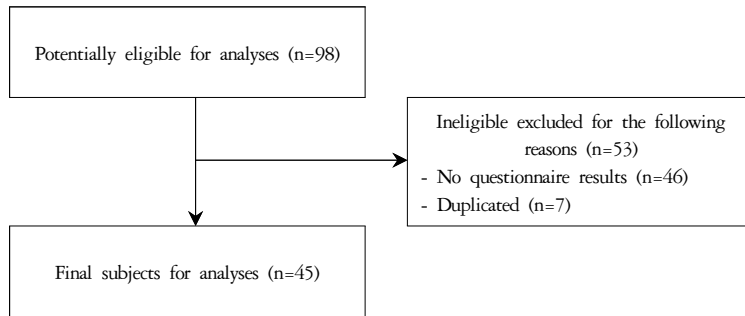 Potentially eligible for analyses (n=98)
Ineligible excluded for the following
reasons (n=53)
- No questionnaire results (n=46)
- Duplicated (n=7)
Final subjects for analyses (n=45)